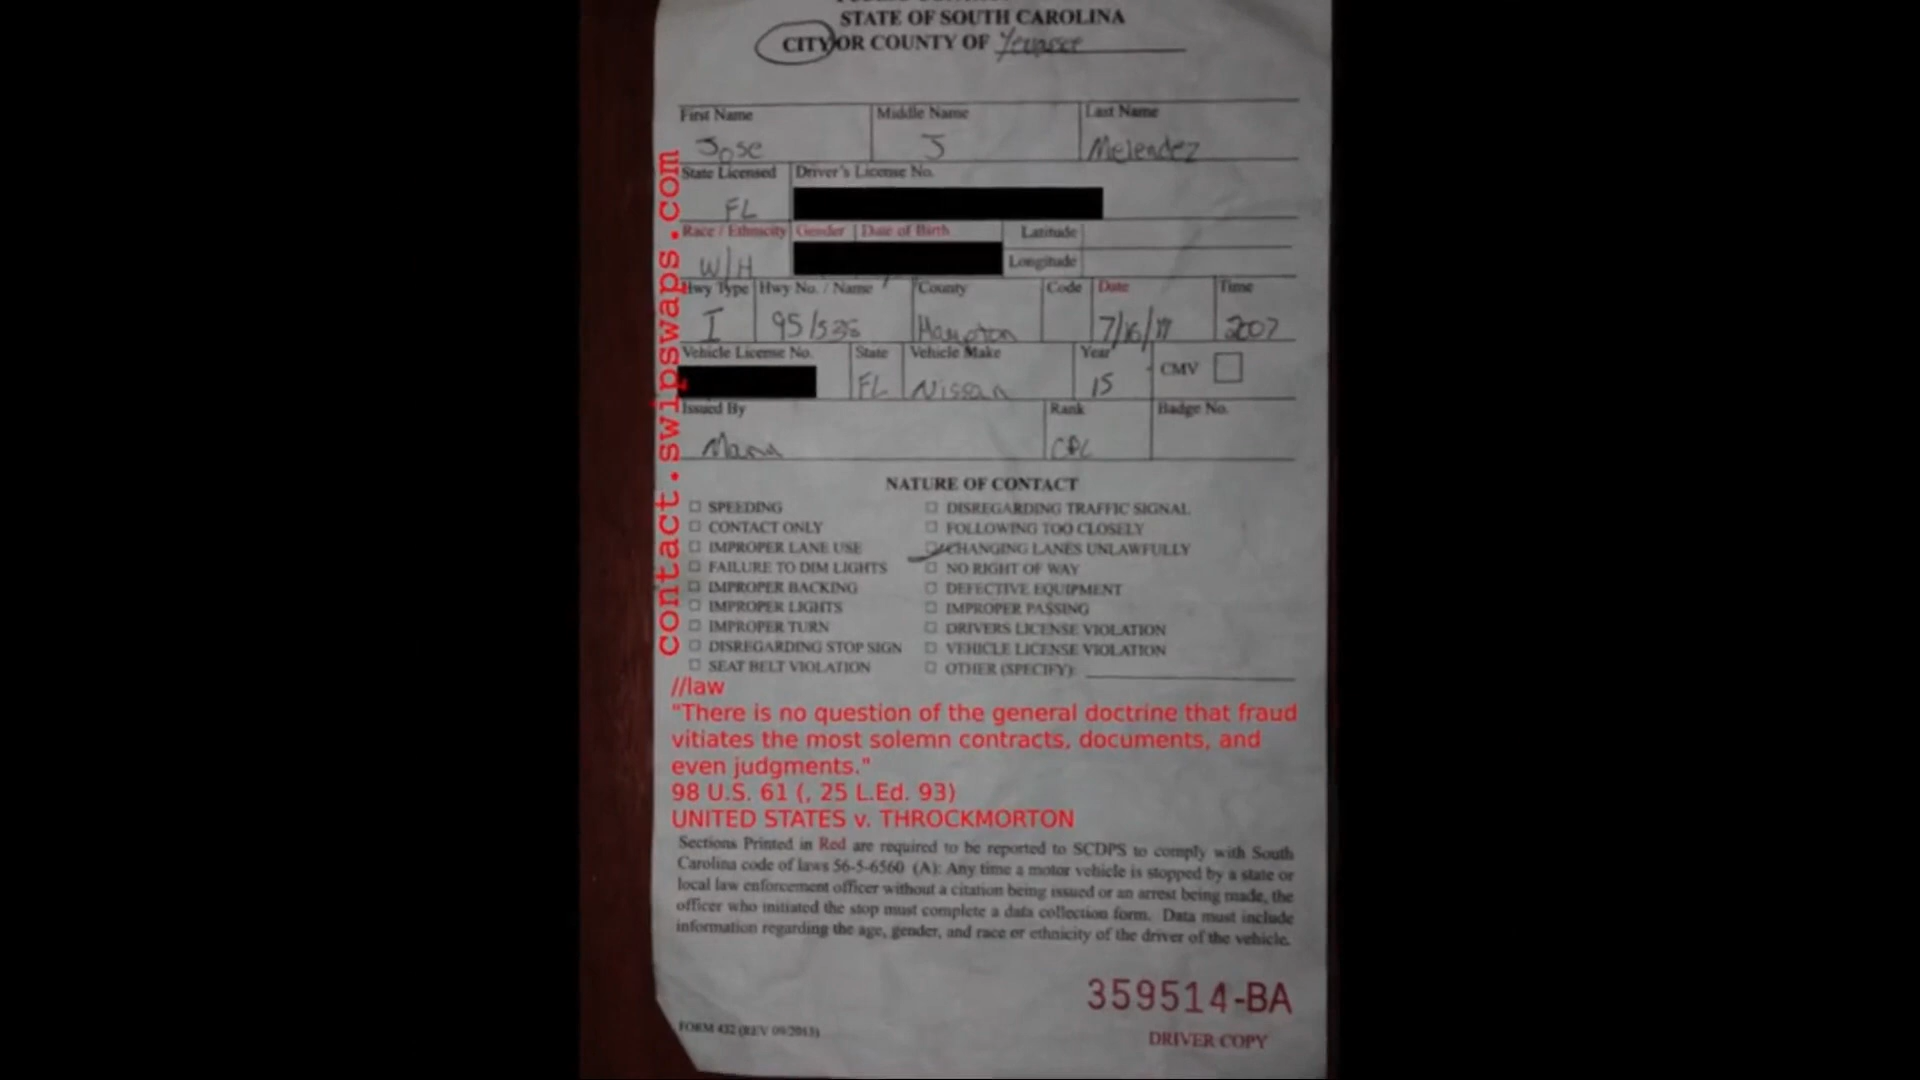 STATE OF SOUTH CAROLINA
CITY OR COUNTY OF Yemassee
First Name Middle Name Last Name
Jose J Melendez
State Licensed Driver's License No.
FL
Race / Ethnicity Gender Date of Birth Latitude
W/H Longitude
Hwy Type Hwy No. / Name County Code Date Time
I 95/ Hampton 7/16/17 2007
Vehicle License No. State Vehicle Make Year CMV
FL Nissan 15
Issued By Rank Badge No.
Mann CPL
NATURE OF CONTACT
SPEEDING DISREGARDING TRAFFIC SIGNAL
CONTACT ONLY FOLLOWING TOO CLOSELY
IMPROPER LANE USE CHANGING LANES UNLAWFULLY
FAILURE TO DIM LIGHTS NO RIGHT OF WAY
IMPROPER BACKING DEFECTIVE EQUIPMENT
IMPROPER LIGHTS IMPROPER PASSING
IMPROPER TURN DRIVERS LICENSE VIOLATION
DISREGARDING STOP SIGN VEHICLE LICENSE VIOLATION
SEAT BELT VIOLATION OTHER (SPECIFY):
contact.swipswaps.com
//law
"There is no question of the general doctrine that fraud
vitiates the most solemn contracts, documents, and
even judgments."
98 U.S. 61 (, 25 L.Ed. 93)
UNITED STATES v. THROCKMORTON
Sections Printed in Red are required to be reported to SCDPS to comply with South
Carolina code of laws 56-5-6560 (A): Any time a motor vehicle is stopped by a state or
local law enforcement officer without a citation being issued or an arrest being made, the
officer who initiated the stop must complete a data collection form. Data must include
information regarding the age, gender, and race or ethnicity of the driver of the vehicle.
359514-BA
FORM 432 (REV 09/2013)
DRIVER COPY